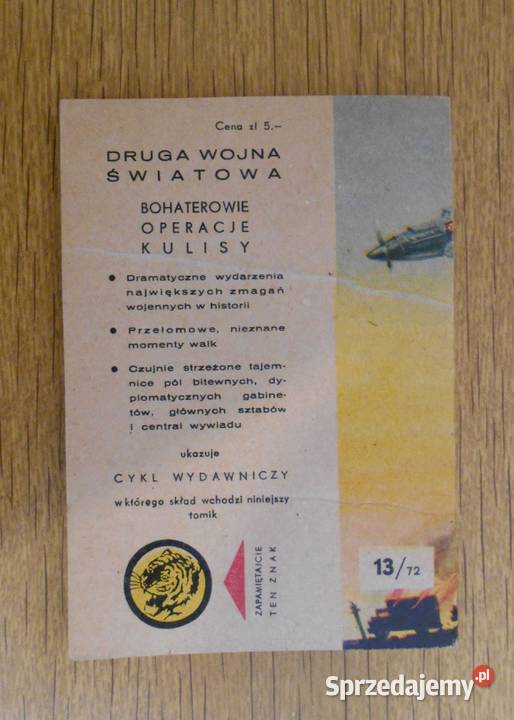 Cena zł 5.–
DRUGA WOJNA
ŚWIATOWA
BOHATEROWIE
OPERACJE
KULISY
● Dramatyczne wydarzenia
największych zmagań
wojennych w historii
● Przełomowe, nieznane
momenty walk
● Czujnie strzeżone tajem-
nice pól bitewnych, dy-
plomatycznych gabine-
tów, głównych sztabów
i central wywiadu
ukazuje
CYKL WYDAWNICZY
w którego skład wchodzi niniejszy
tomik
ZAPAMIĘTAJCIE
TEN ZNAK
13/72
Sprzedajemy.pl